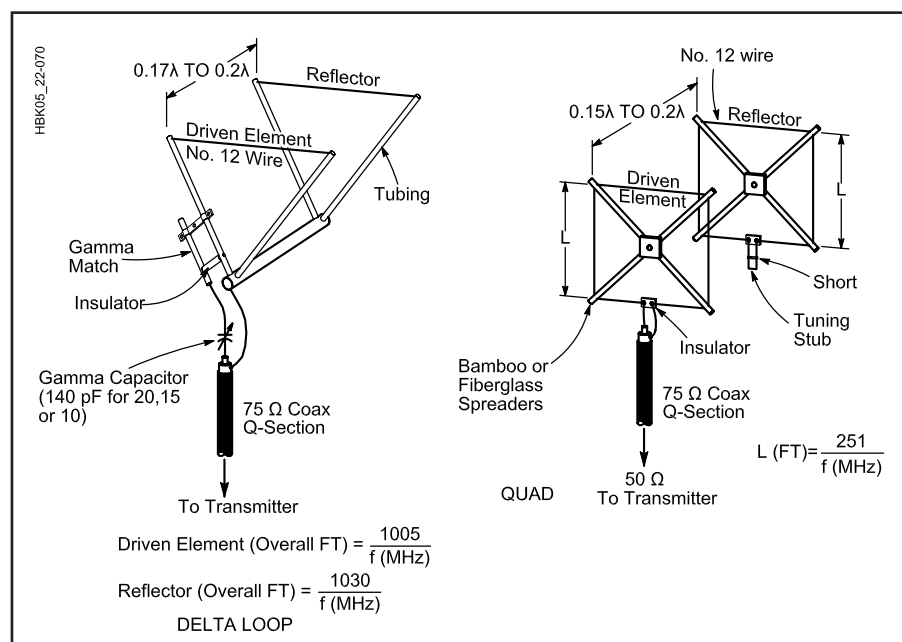 HBK05_22-070
0.17λ TO 0.2λ
Reflector
Driven Element
No. 12 Wire
Tubing
Gamma
Match
Insulator
Gamma Capacitor
(140 pF for 20,15
or 10)
75 Ω Coax
Q-Section
To Transmitter
Driven Element (Overall FT) = 1005
f (MHz)
Reflector (Overall FT) = 1030
f (MHz)
DELTA LOOP
No. 12 wire
0.15λ TO 0.2λ
Reflector
Driven
Element
L
L
Short
Tuning
Stub
Insulator
Bamboo or
Fiberglass
Spreaders
75 Ω Coax
Q-Section
L (FT)= 251
f (MHz)
50 Ω
To Transmitter
QUAD